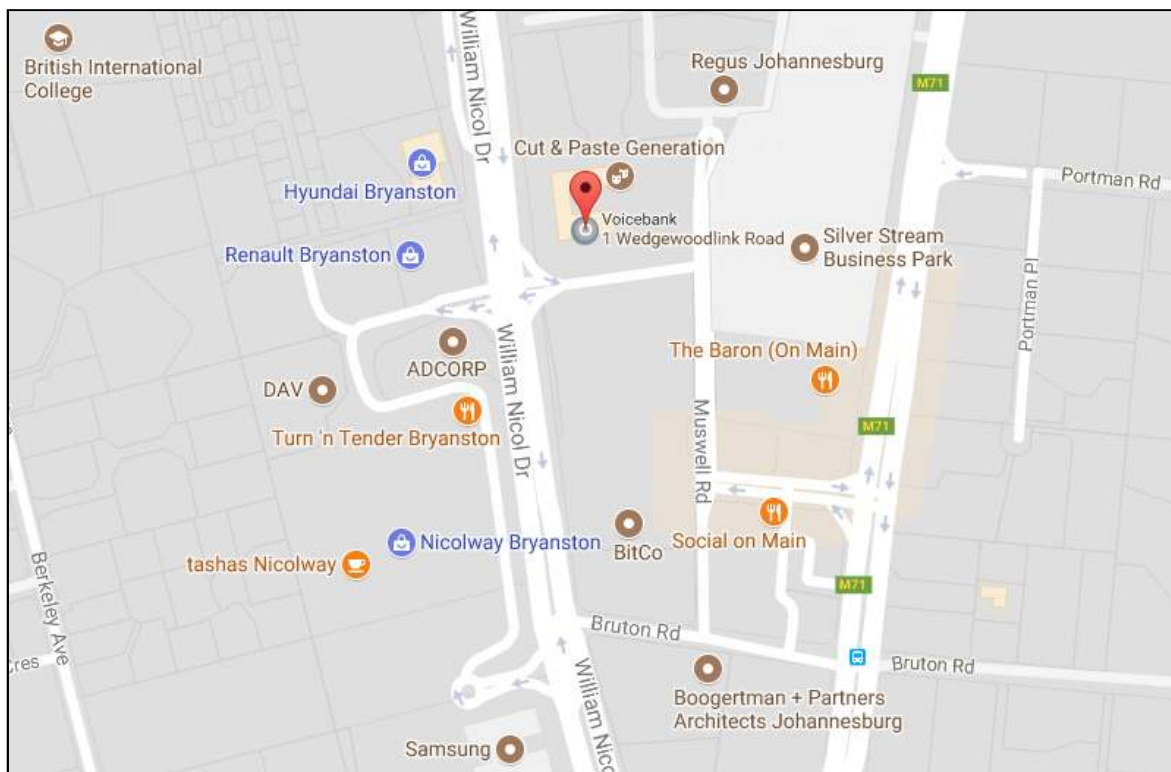 British International
College
William Nicol Dr
Regus Johannesburg
M71
Cut & Paste Generation
Hyundai Bryanston
Portman Rd
Voicebank
1 Wedgewoodlink Road
Renault Bryanston
Silver Stream
Business Park
Portman Pl
William Nicol Dr
ADCORP
The Baron (On Main)
DAV
Turn 'n Tender Bryanston
M71
Muswell Rd
Nicolway Bryanston
BitCo
Social on Main
tashas Nicolway
M71
Berkeley Ave
Bruton Rd
cres
Bruton Rd
William Nico
Boogertman + Partners
Architects Johannesburg
Samsung